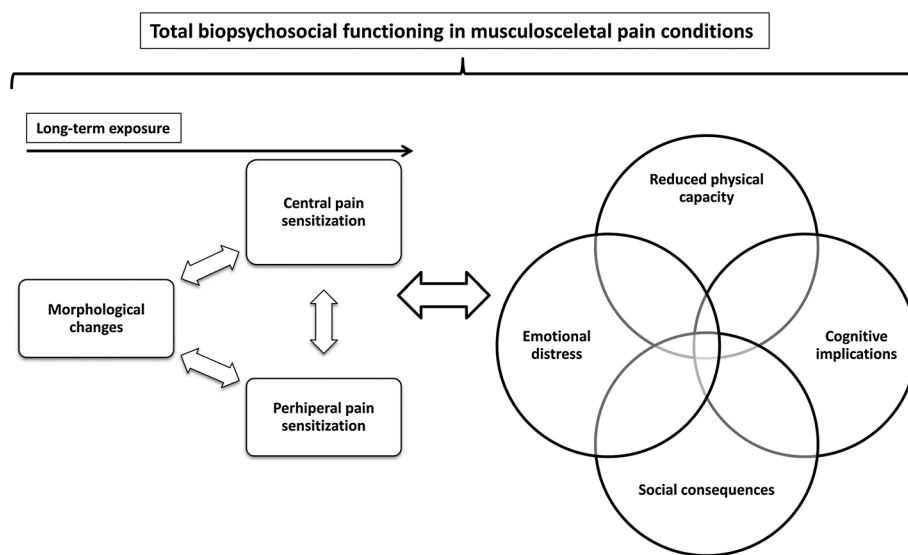 Total biopsychosocial functioning in musculosceletal pain conditions
Long-term exposure
Central pain
sensitization
Morphological
changes
Perhiperal pain
sensitization
Reduced physical
capacity
Emotional
distress
Cognitive
implications
Social consequences